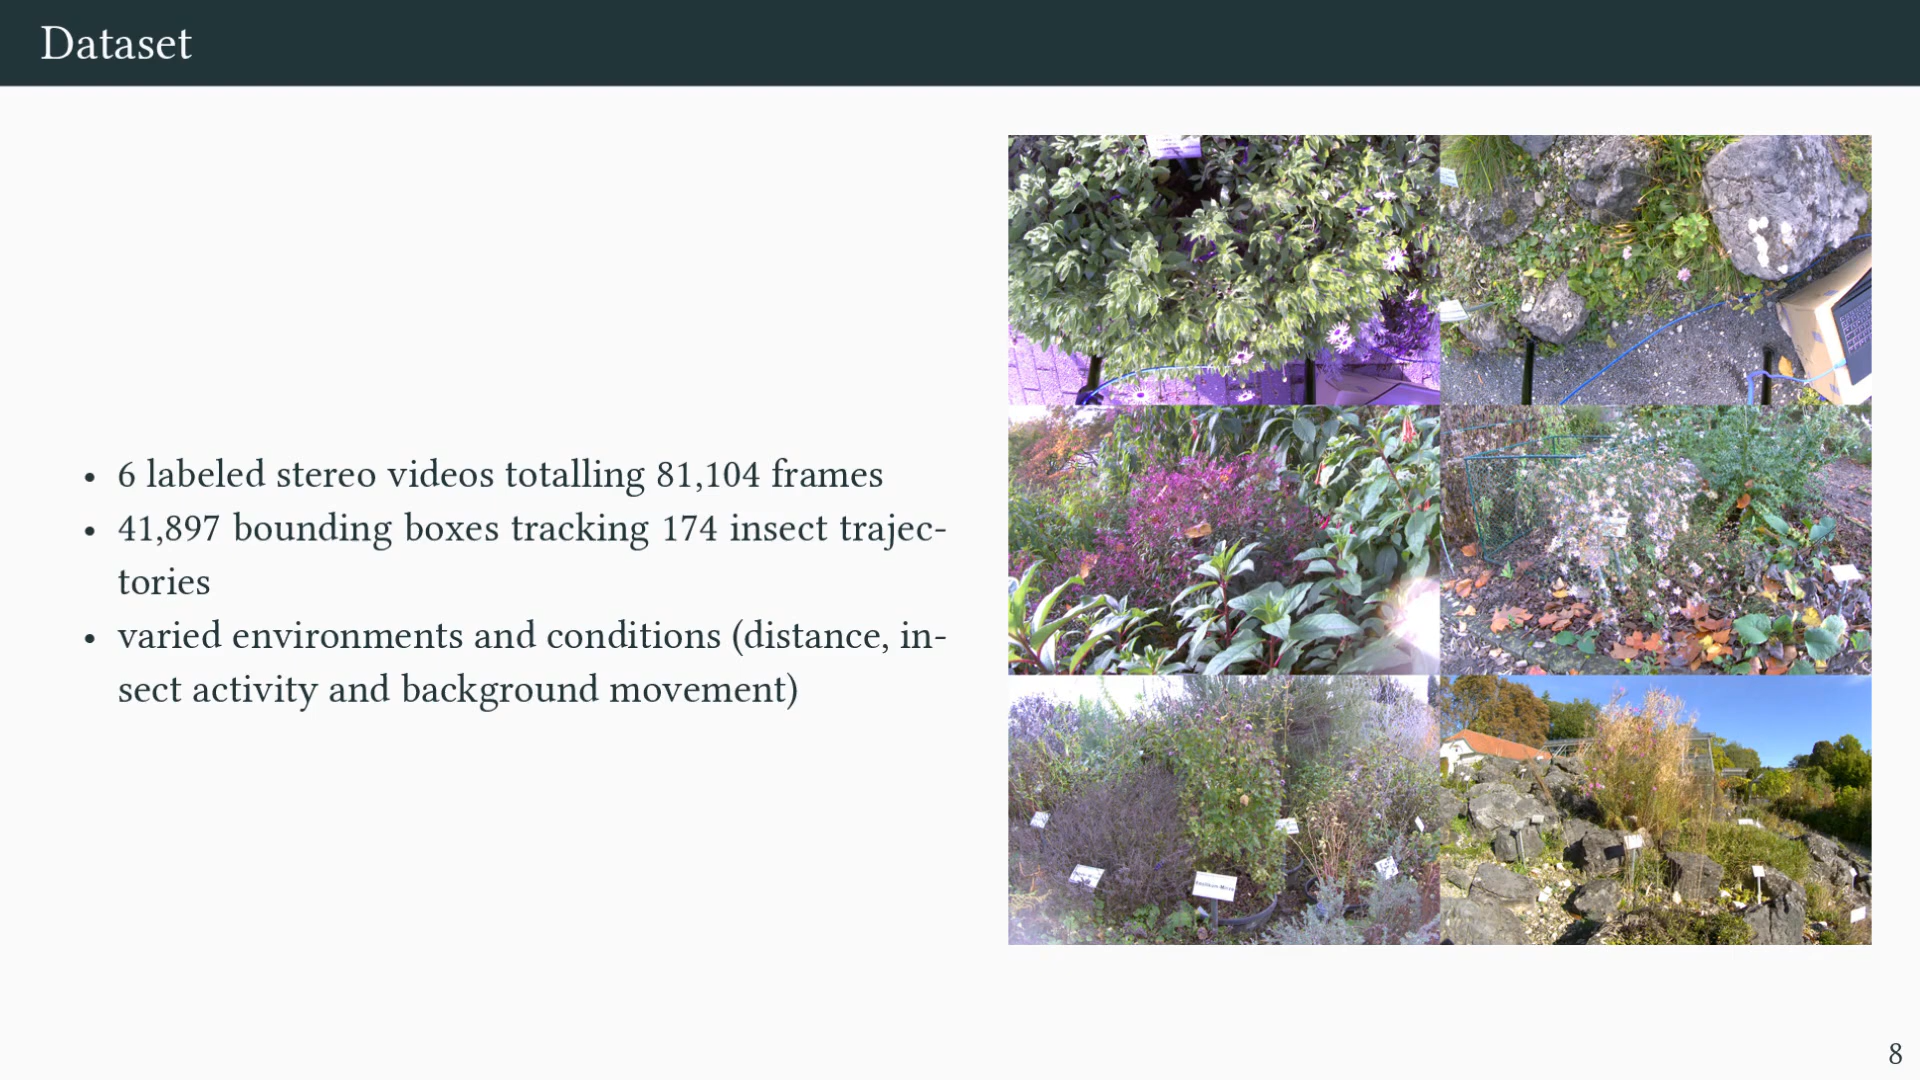 Dataset
• 6 labeled stereo videos totalling 81,104 frames
• 41,897 bounding boxes tracking 174 insect trajec-
tories
• varied environments and conditions (distance, in-
sect activity and background movement)
8